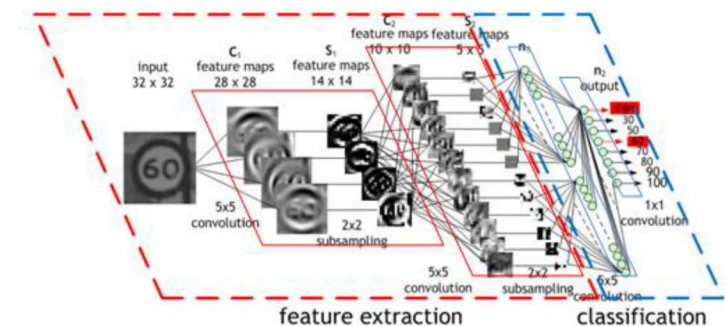 input
32 x 32
C1
feature maps
28 x 28
S1
feature maps
14 x 14
C2
feature maps
10 x 10
S2
feature maps
5 x 5
n1
n2
output
60
5x5
convolution
2x2
subsampling
5x5
convolution
2x2
subsampling
5x5
convolution
1x1
convolution
30
50
60
70
80
90
100
feature extraction
classification